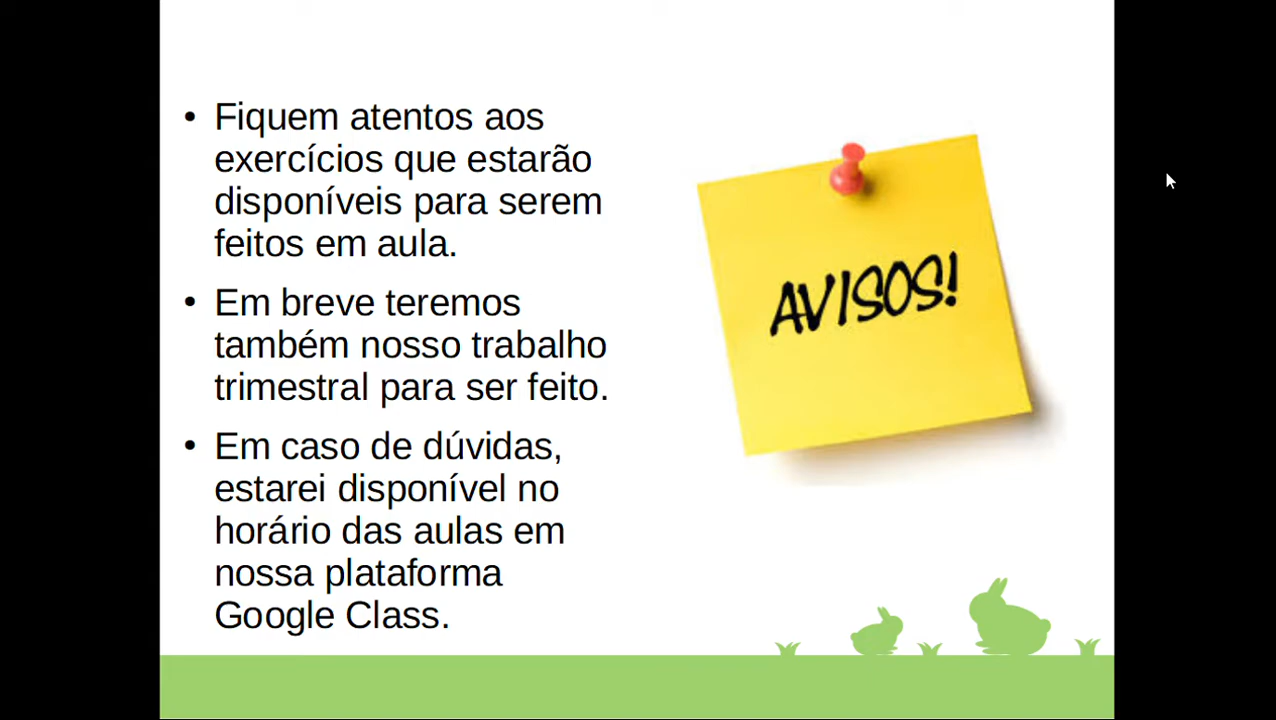 • Fiquem atentos aos
exercícios que estarão
disponíveis para serem
feitos em aula.
• Em breve teremos
também nosso trabalho
trimestral para ser feito.
• Em caso de dúvidas,
estarei disponível no
horário das aulas em
nossa plataforma
Google Class.
AVISOS!